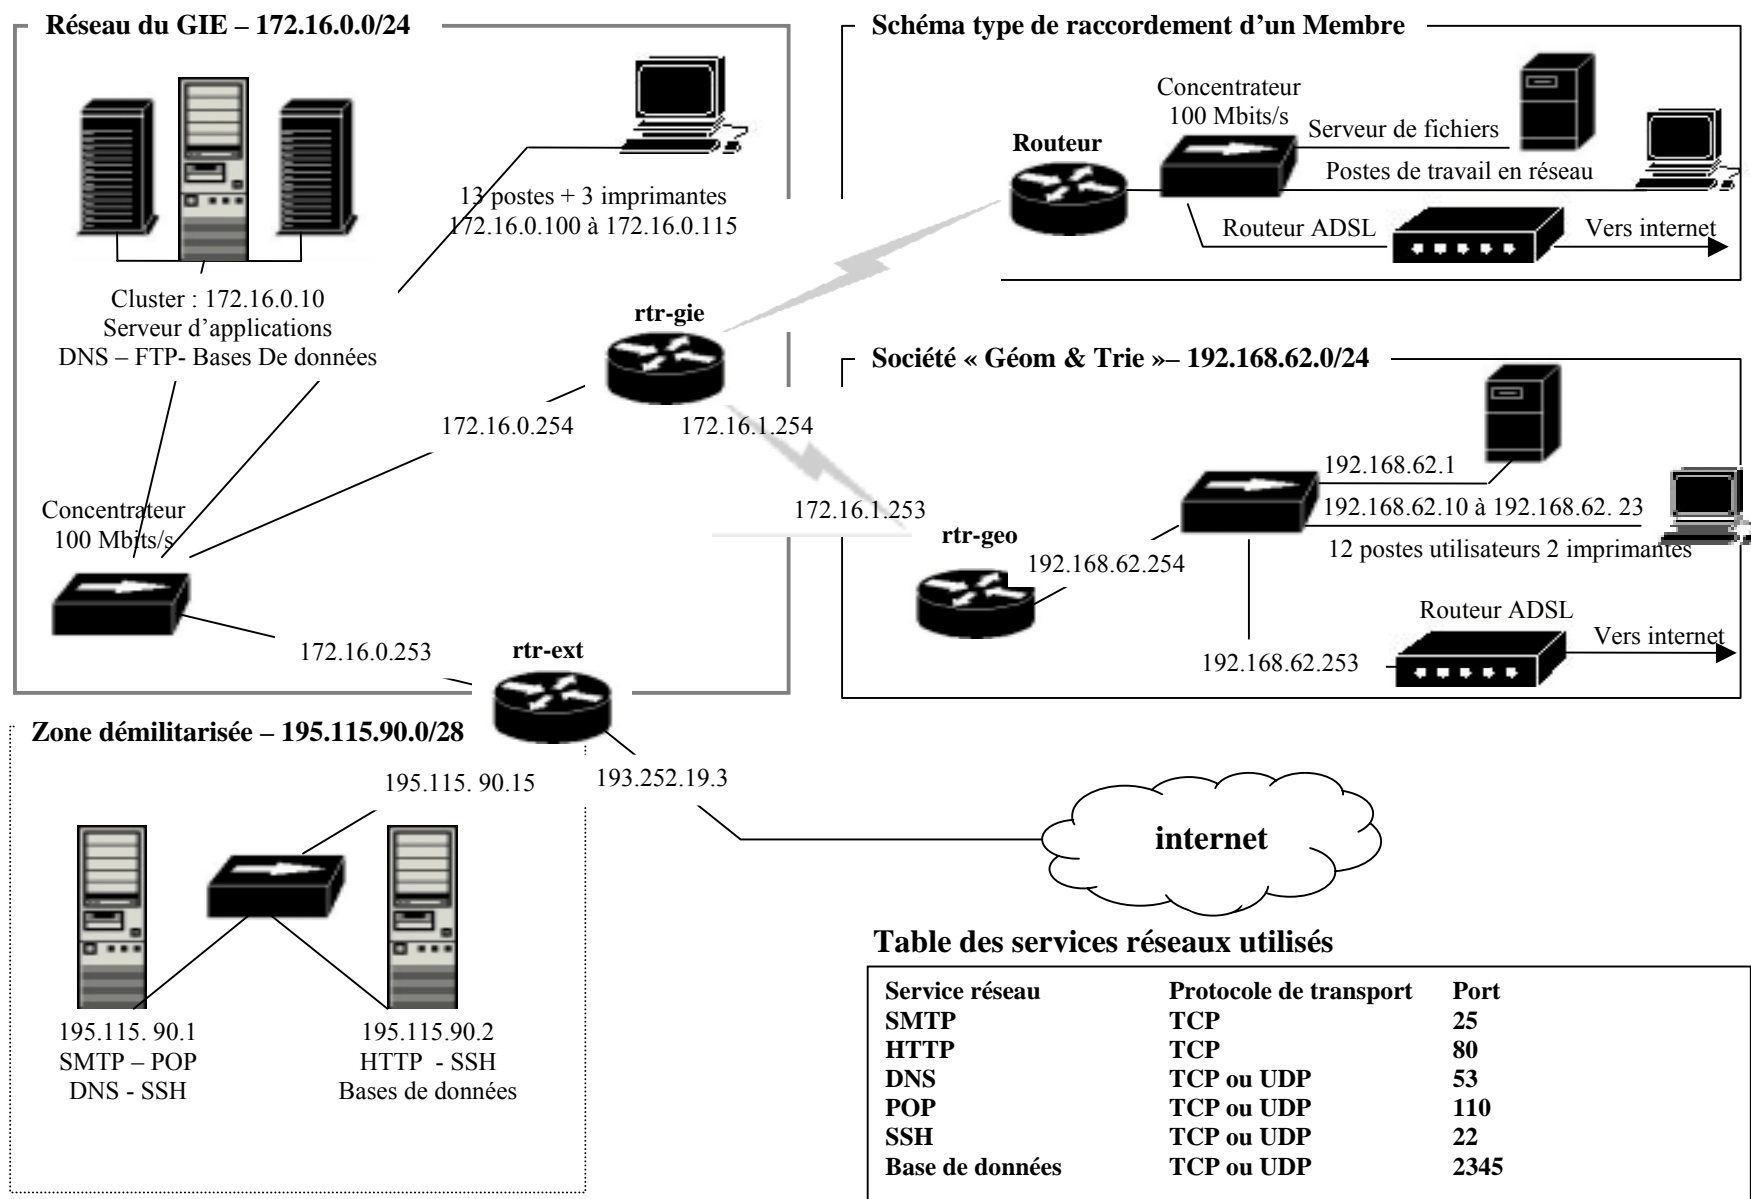 Réseau du GIE – 172.16.0.0/24
13 postes + 3 imprimantes
172.16.0.100 à 172.16.0.115
Cluster : 172.16.0.10
Serveur d’applications
DNS – FTP- Bases De données
rtr-gie
172.16.0.254
172.16.1.254
Concentrateur
100 Mbits/s
172.16.0.253
rtr-ext
Schéma type de raccordement d’un Membre
Concentrateur
100 Mbits/s
Routeur
Serveur de fichiers
Postes de travail en réseau
Routeur ADSL
Vers internet
Société « Géom & Trie »– 192.168.62.0/24
172.16.1.253
rtr-geo
192.168.62.254
192.168.62.1
192.168.62.10 à 192.168.62. 23
12 postes utilisateurs 2 imprimantes
Routeur ADSL
Vers internet
192.168.62.253
Zone démilitarisée – 195.115.90.0/28
195.115. 90.15
193.252.19.3
internet
195.115. 90.1
SMTP – POP
DNS - SSH
195.115.90.2
HTTP - SSH
Bases de données
Table des services réseaux utilisés
Service réseau Protocole de transport Port
SMTP TCP 25
HTTP TCP 80
DNS TCP ou UDP 53
POP TCP ou UDP 110
SSH TCP ou UDP 22
Base de données TCP ou UDP 2345